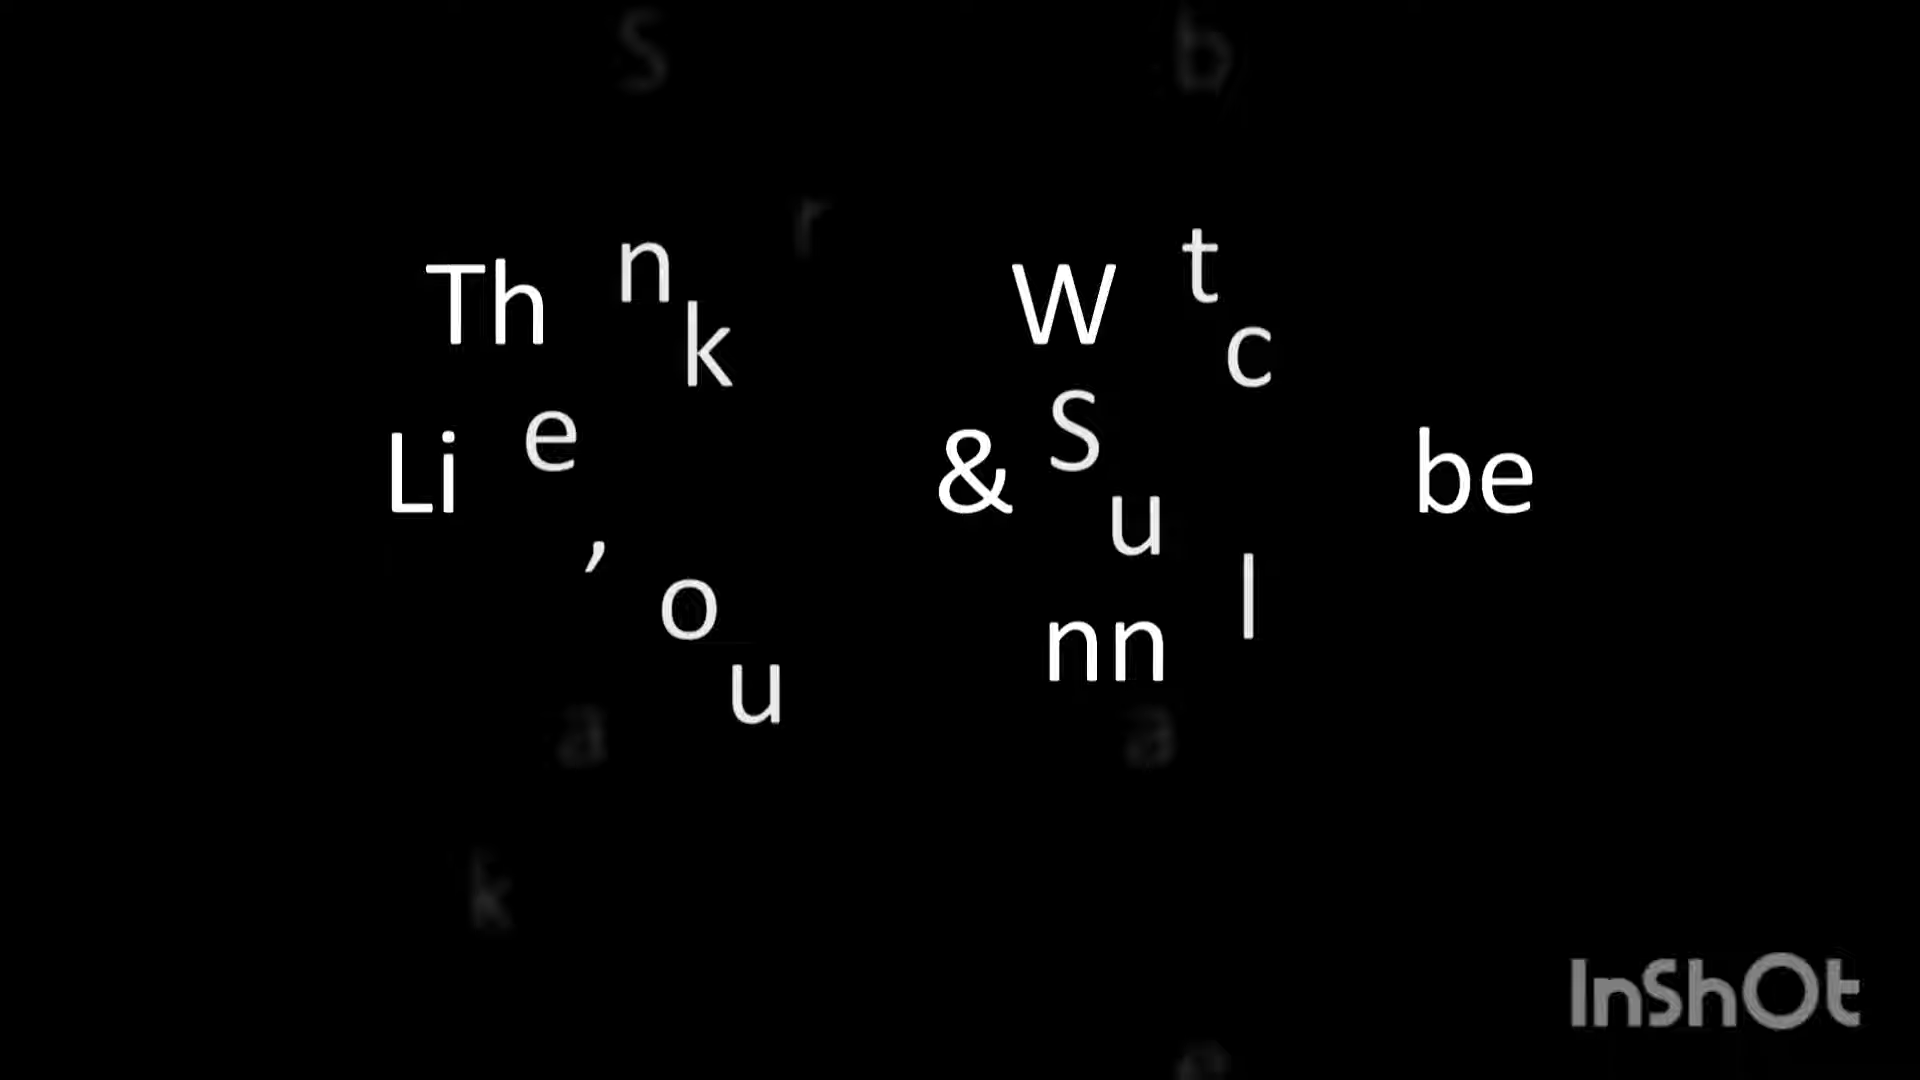 Th n k W t c
Li e & S u be
, o u nn l
S b
r
a a
k
e
InShOt